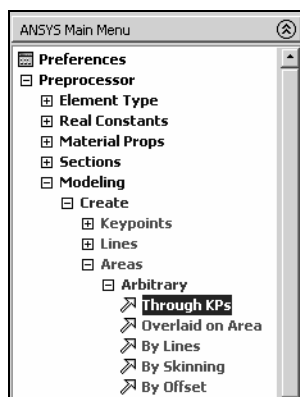 ANSYS Main Menu
Preferences
Preprocessor
Element Type
Real Constants
Material Props
Sections
Modeling
Create
Keypoints
Lines
Areas
Arbitrary
Through KPs
Overlaid on Area
By Lines
By Skinning
By Offset